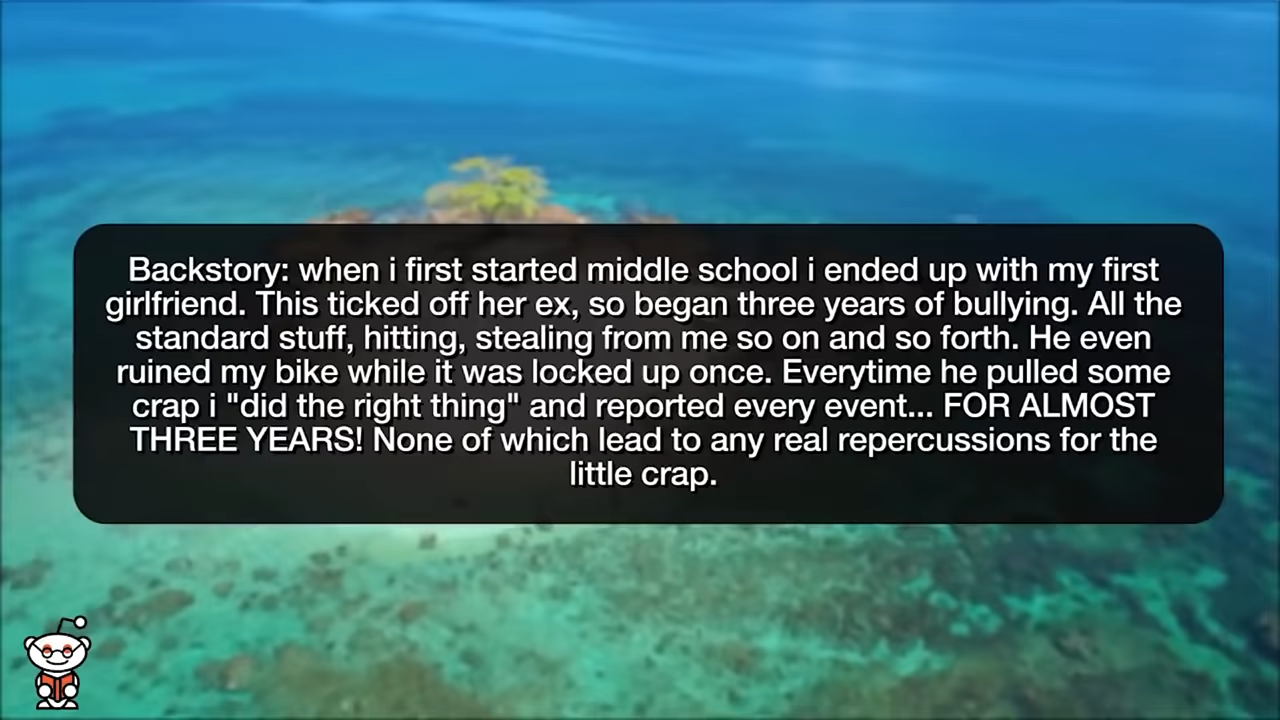 Backstory: when i first started middle school i ended up with my first
girlfriend. This ticked off her ex, so began three years of bullying. All the
standard stuff, hitting, stealing from me so on and so forth. He even
ruined my bike while it was locked up once. Everytime he pulled some
crap i "did the right thing" and reported every event... FOR ALMOST
THREE YEARS! None of which lead to any real repercussions for the
little crap.